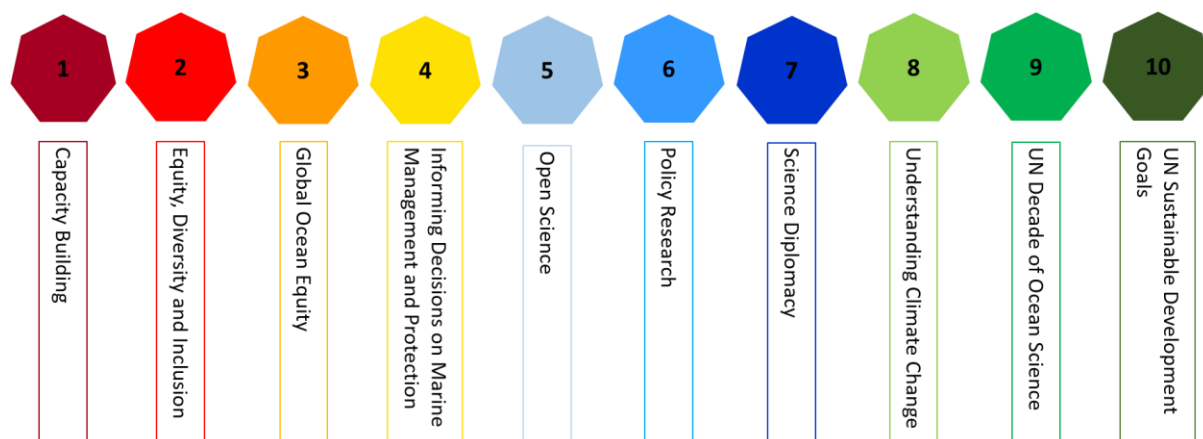 1
2
3
4
5
6
7
8
9
10
Capacity Building
Equity, Diversity and Inclusion
Global Ocean Equity
Informing Decisions on Marine
Management and Protection
Open Science
Policy Research
Science Diplomacy
Understanding Climate Change
UN Decade of Ocean Science
UN Sustainable Development
Goals